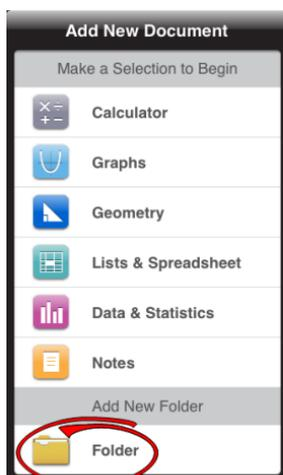 Add New Document
Make a Selection to Begin
Calculator
Graphs
Geometry
Lists & Spreadsheet
Data & Statistics
Notes
Add New Folder
Folder